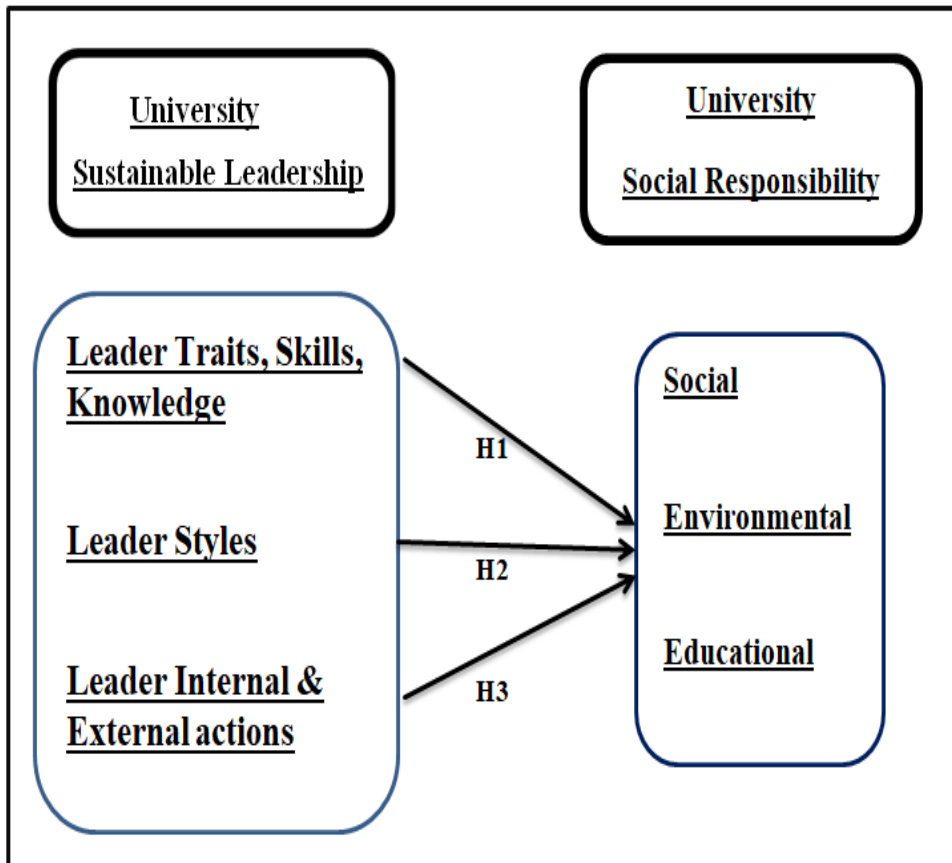 University
Sustainable Leadership
University
Social Responsibility
Leader Traits, Skills,
Knowledge
Leader Styles
Leader Internal &
External actions
H1
H2
H3
Social
Environmental
Educational